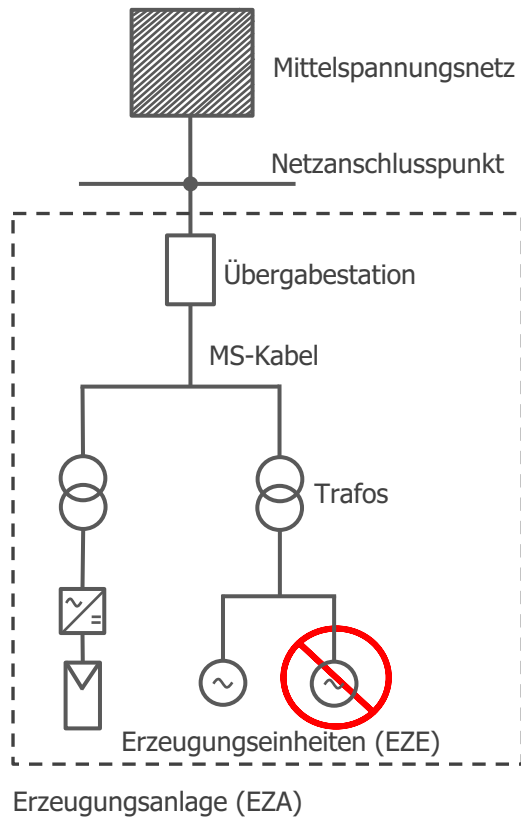 Mittelspannungsnetz
Netzanschlusspunkt
Übergabestation
MS-Kabel
Trafos
Erzeugungseinheiten (EZE)
Erzeugungsanlage (EZA)